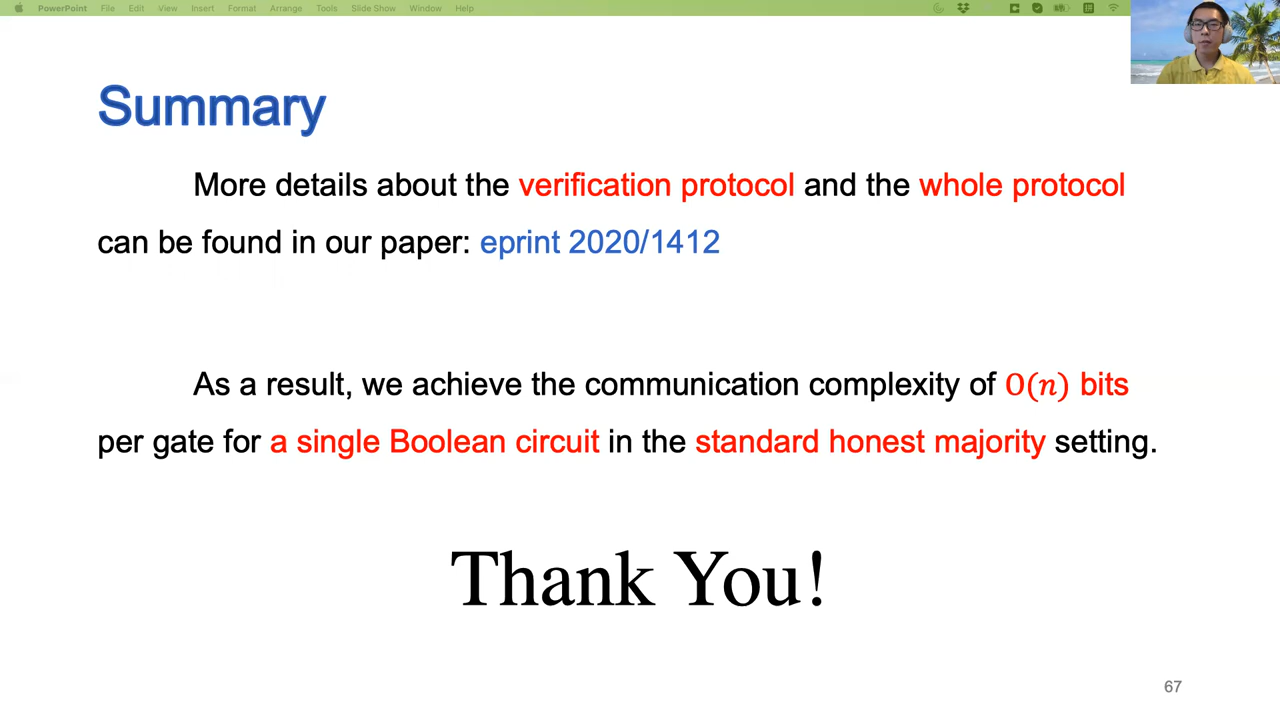 PowerPoint File Edit View Insert Format Arrange Tools Slide Show Window Help
Summary
More details about the verification protocol and the whole protocol
can be found in our paper: eprint 2020/1412
As a result, we achieve the communication complexity of O(n) bits
per gate for a single Boolean circuit in the standard honest majority setting.
Thank You!
67